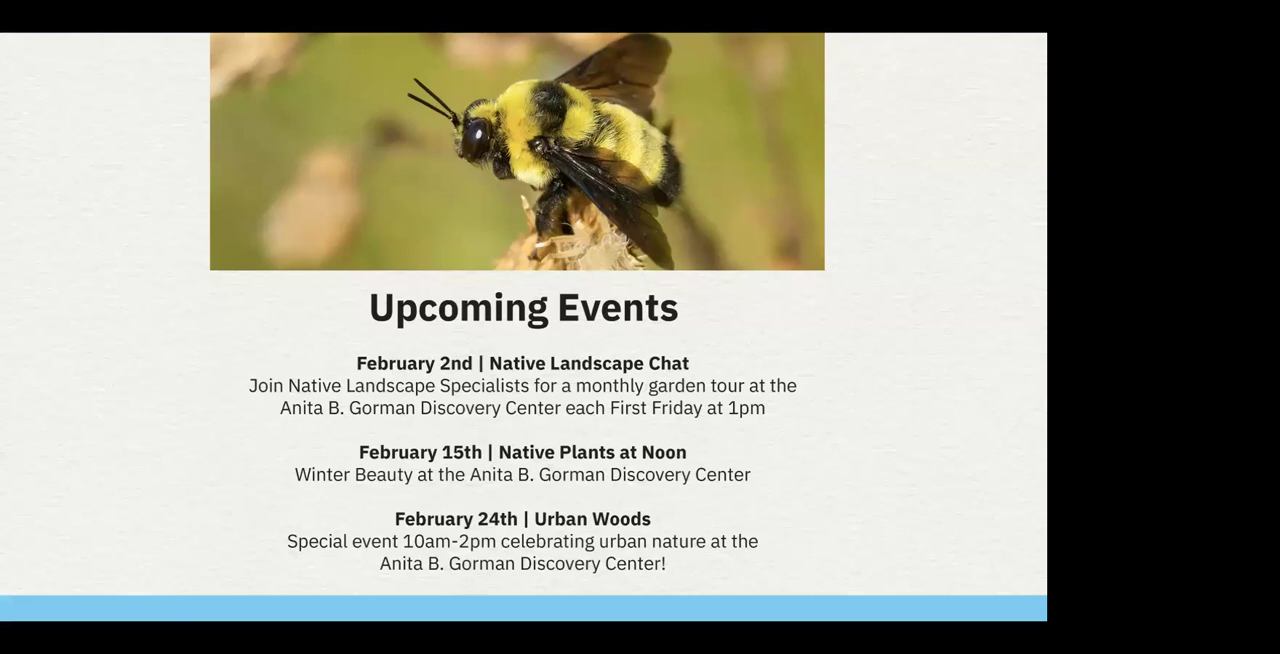 Upcoming Events
February 2nd | Native Landscape Chat
Join Native Landscape Specialists for a monthly garden tour at the
Anita B. Gorman Discovery Center each First Friday at 1pm
February 15th | Native Plants at Noon
Winter Beauty at the Anita B. Gorman Discovery Center
February 24th | Urban Woods
Special event 10am-2pm celebrating urban nature at the
Anita B. Gorman Discovery Center!